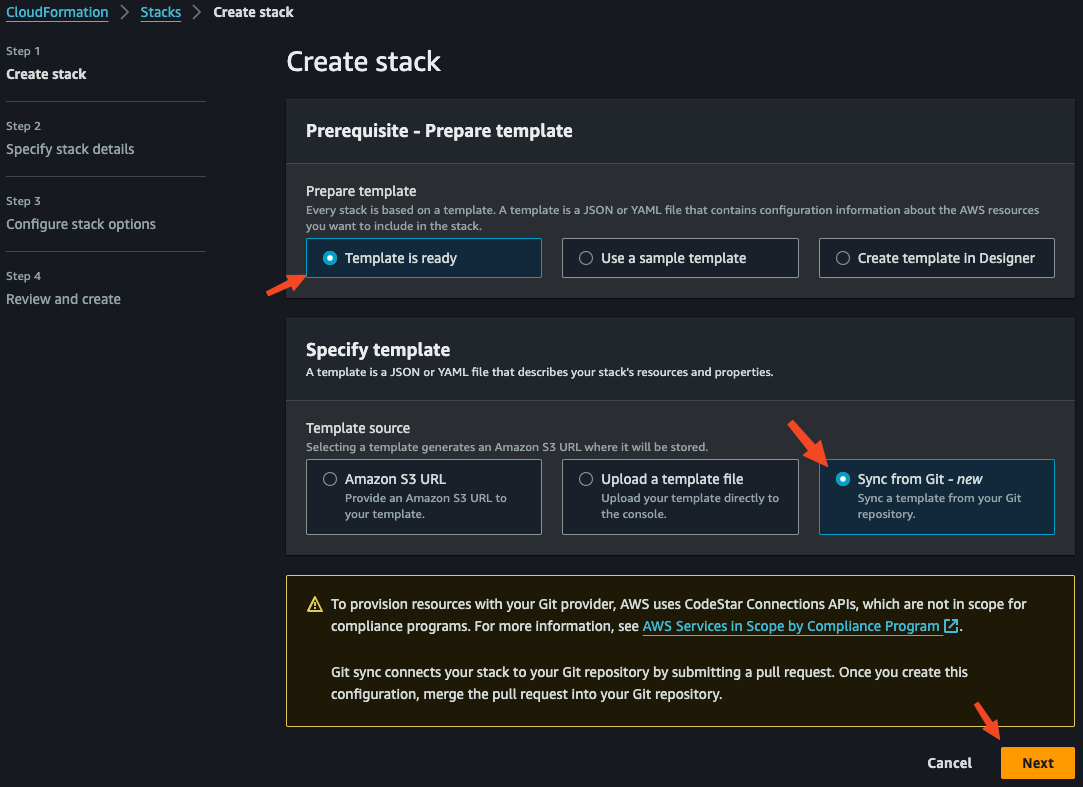 CloudFormation > Stacks > Create stack
Step 1
Create stack
Step 2
Specify stack details
Step 3
Configure stack options
Step 4
Review and create
Create stack
Prerequisite - Prepare template
Prepare template
Every stack is based on a template. A template is a JSON or YAML file that contains configuration information about the AWS resources
you want to include in the stack.
Template is ready
Use a sample template
Create template in Designer
Specify template
A template is a JSON or YAML file that describes your stack's resources and properties.
Template source
Selecting a template generates an Amazon S3 URL where it will be stored.
Amazon S3 URL
Provide an Amazon S3 URL to
your template.
Upload a template file
Upload your template directly to
the console.
Sync from Git - new
Sync a template from your Git
repository.
To provision resources with your Git provider, AWS uses CodeStar Connections APIs, which are not in scope for
compliance programs. For more information, see AWS Services in Scope by Compliance Program.
Git sync connects your stack to your Git repository by submitting a pull request. Once you create this
configuration, merge the pull request into your Git repository.
Cancel
Next